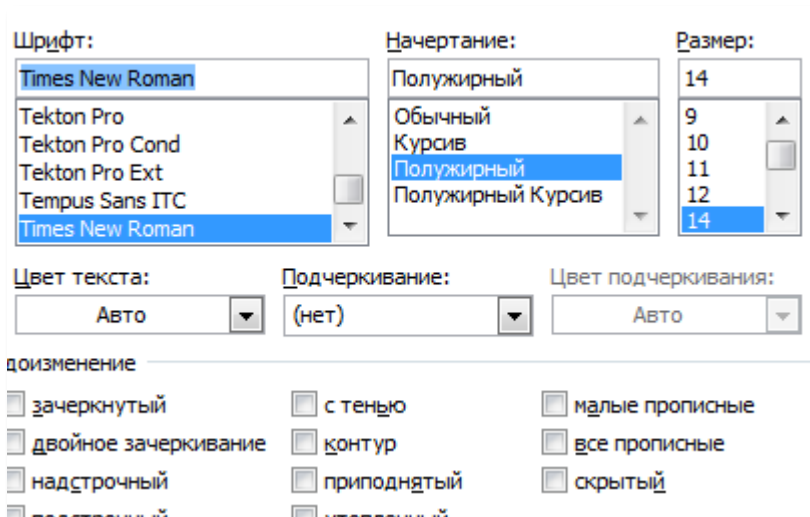 Шрифт: Начертание: Размер:
Times New Roman Полужирный 14
Tekton Pro Обычный 9
Tekton Pro Cond Курсив 10
Tekton Pro Ext Полужирный 11
Tempus Sans ITC Полужирный Курсив 12
Times New Roman 14
Цвет текста: Подчеркивание: Цвет подчеркивания:
Авто (нет) Авто
доизменение
зачеркнутый с тенью малые прописные
двойное зачеркивание контур все прописные
надстрочный приподнятый скрытый